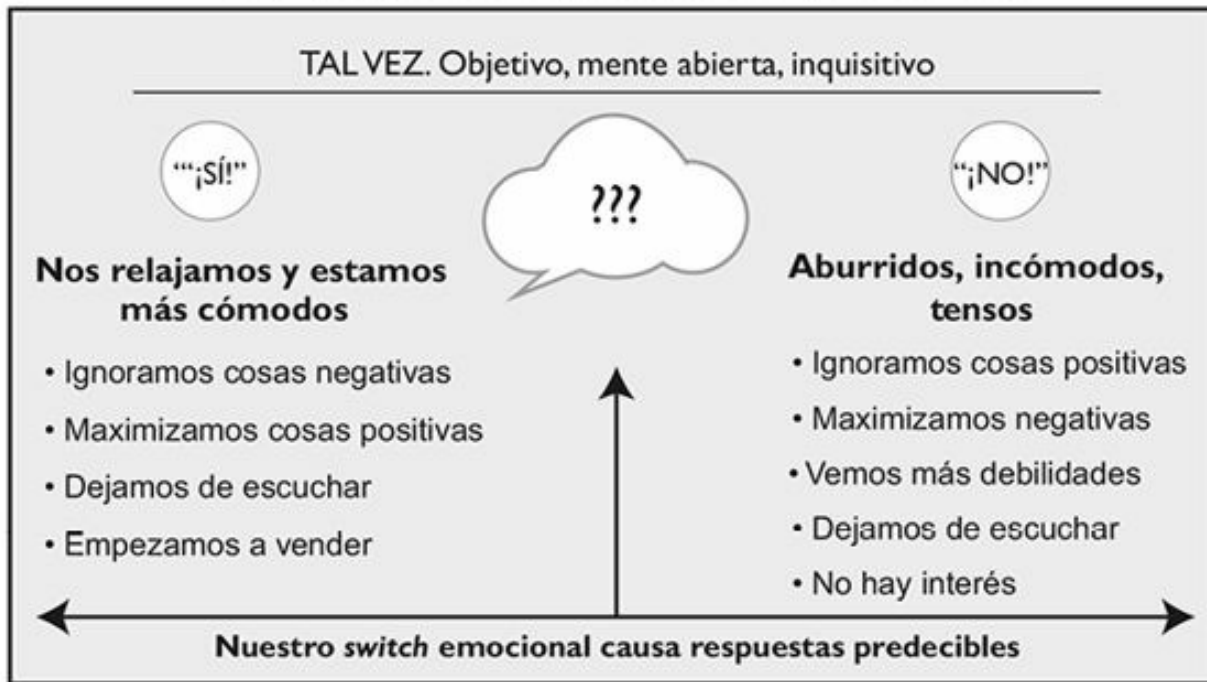 TAL VEZ. Objetivo, mente abierta, inquisitivo
“‘¡SÍ!”
???
“¡NO!”
Nos relajamos y estamos
más cómodos
• Ignoramos cosas negativas
• Maximizamos cosas positivas
• Dejamos de escuchar
• Empezamos a vender
Aburridos, incómodos,
tensos
• Ignoramos cosas positivas
• Maximizamos negativas
• Vemos más debilidades
• Dejamos de escuchar
• No hay interés
Nuestro switch emocional causa respuestas predecibles